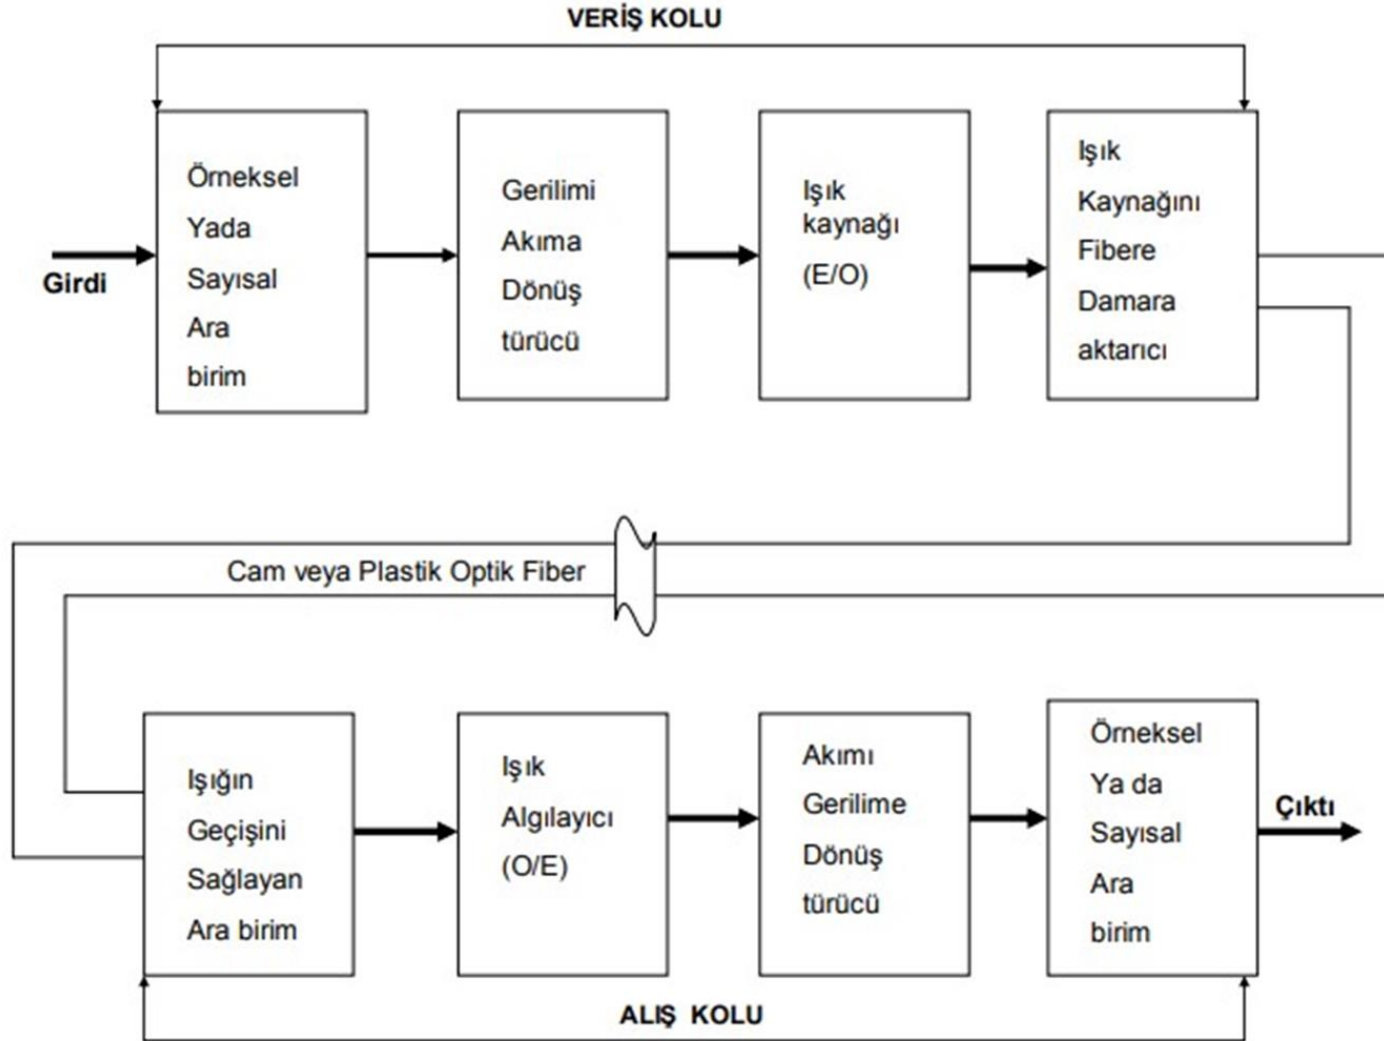 VERİŞ KOLU
Girdi
Örneksel
Yada
Sayısal
Ara
birim
Gerilimi
Akıma
Dönüş
türücü
Işık
kaynağı
(E/O)
Işık
Kaynağını
Fibere
Damara
aktarıcı
Cam veya Plastik Optik Fiber
Işığın
Geçişini
Sağlayan
Ara birim
Işık
Algılayıcı
(O/E)
Akımı
Gerilime
Dönüş
türücü
Örneksel
Ya da
Sayısal
Ara
birim
Çıktı
ALIŞ KOLU